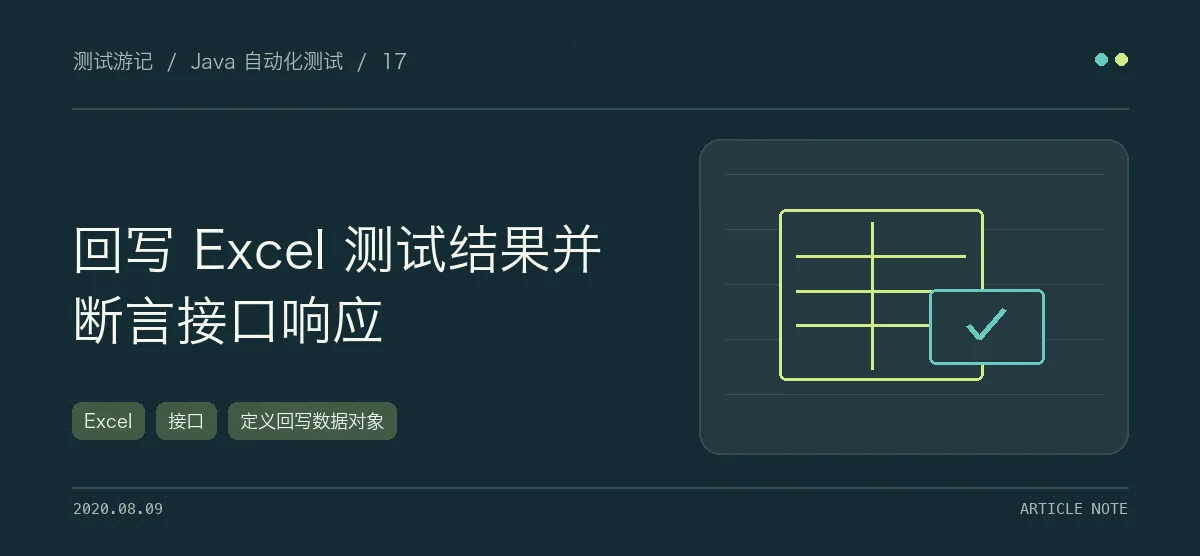 测试游记 / Java 自动化测试 / 17
回写 Excel 测试结果并
断言接口响应
Excel 接口 定义回写数据对象
2020.08.09 ARTICLE NOTE